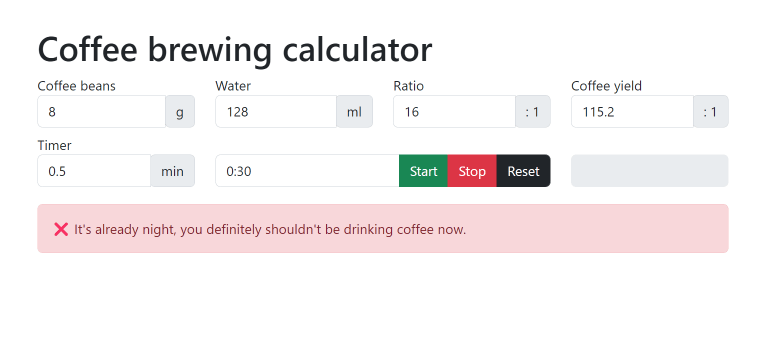 Coffee brewing calculator
Coffee beans Water Ratio Coffee yield
8 g 128 ml 16 : 1 115.2 : 1
Timer
0.5 min 0:30 Start Stop Reset
❌ It's already night, you definitely shouldn't be drinking coffee now.